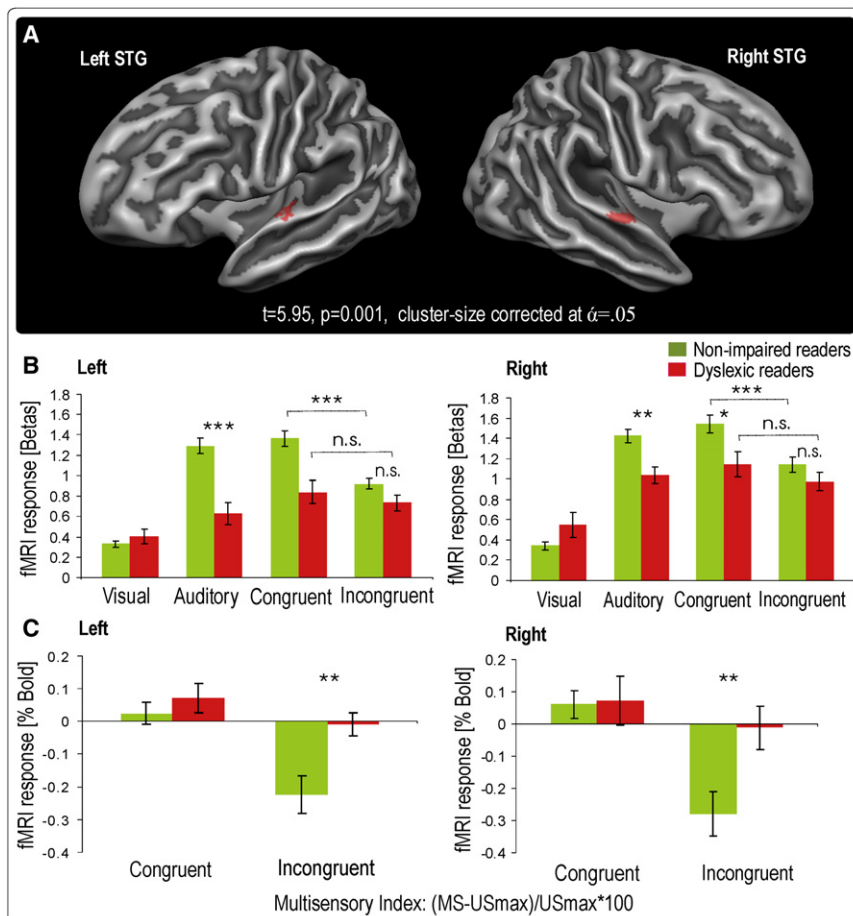 A
Left STG
Right STG
t=5.95, p=0.001, cluster-size corrected at ά=.05
B
Left
Right
Non-impaired readers
Dyslexic readers
fMRI response [Betas]
1.8
1.6
1.4
1.2
1
0.8
0.6
0.4
0.2
0
***
***
n.s.
n.s.
Visual
Auditory
Congruent
Incongruent
fMRI response [Betas]
1.8
1.6
1.4
1.2
1
0.8
0.6
0.4
0.2
0
**
*
***
n.s.
n.s.
Visual
Auditory
Congruent
Incongruent
C
Left
fMRI response [% Bold]
0.2
0.1
0
-0.1
-0.2
-0.3
-0.4
**
Congruent
Incongruent
Right
fMRI response [% Bold]
0.2
0.1
0
-0.1
-0.2
-0.3
-0.4
**
Congruent
Incongruent
Multisensory Index: (MS-USmax)/USmax*100